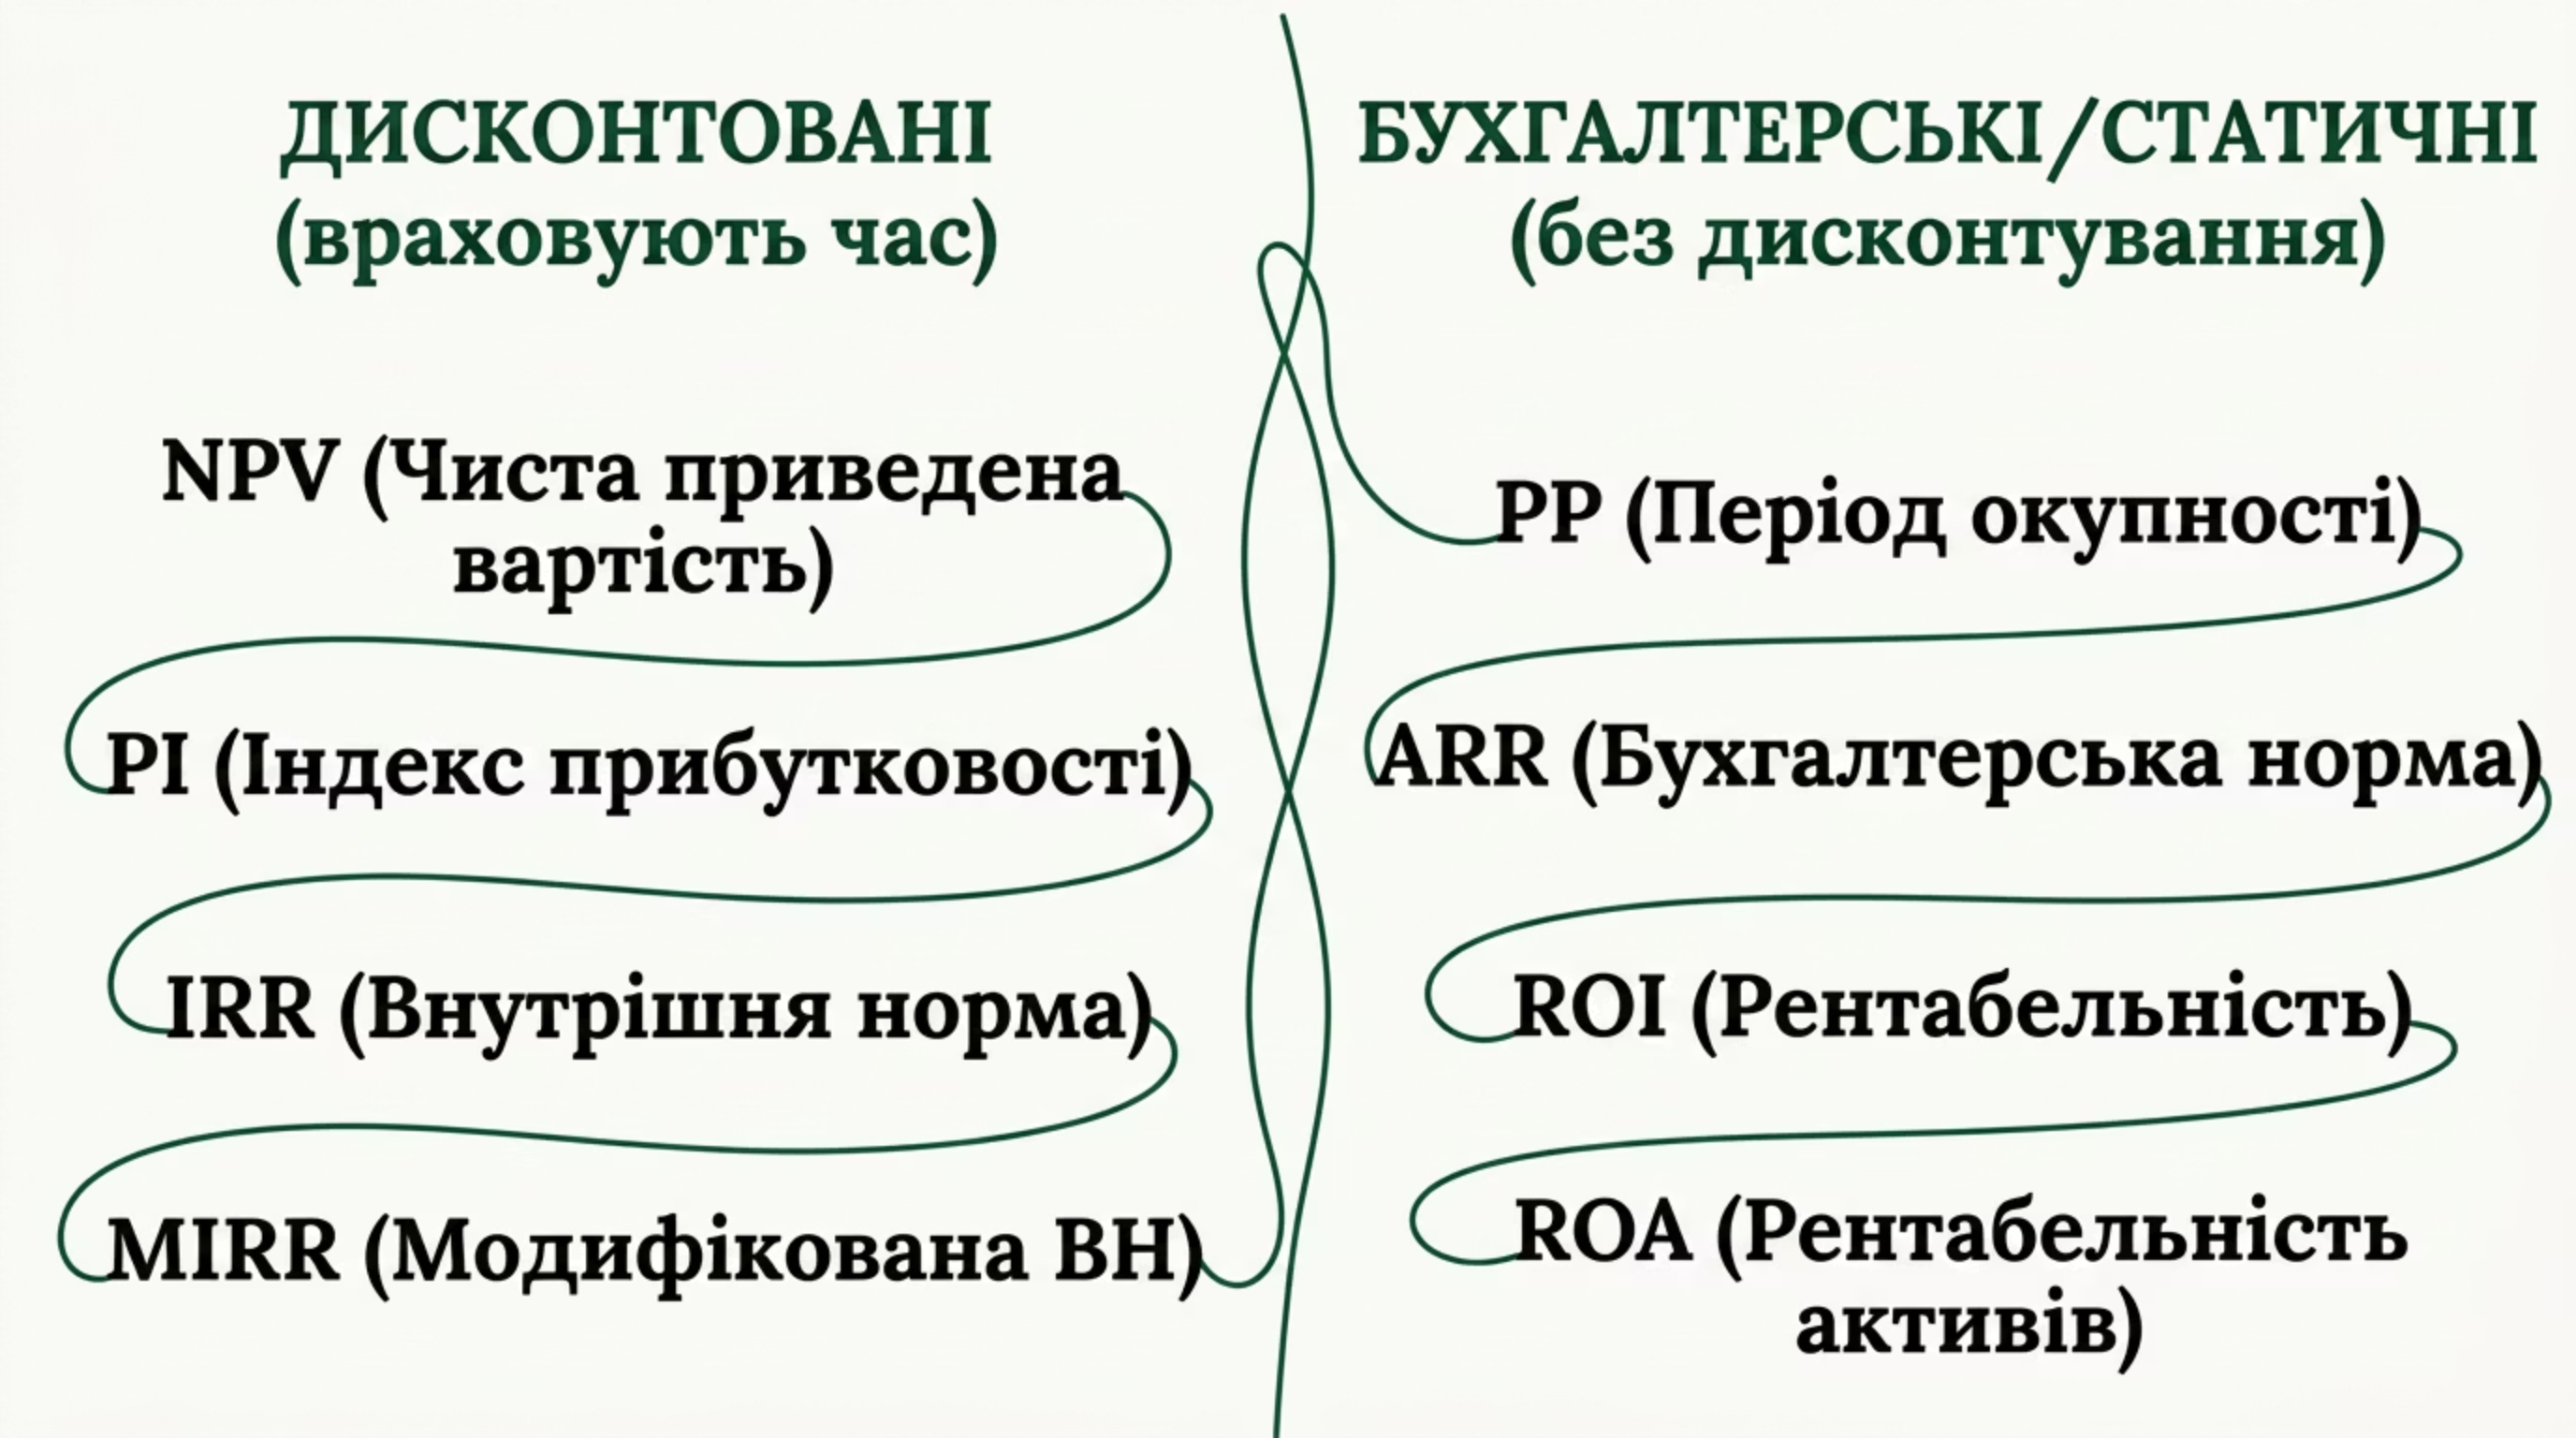 ДИСКОНТОВАНІ
(враховують час)
NPV (Чиста приведена
вартість)
PI (Індекс прибутковості)
IRR (Внутрішня норма)
MIRR (Модифікована ВН)
БУХГАЛТЕРСЬКІ/СТАТИЧНІ
(без дисконтування)
PP (Період окупності)
ARR (Бухгалтерська норма)
ROI (Рентабельність)
ROA (Рентабельність
активів)